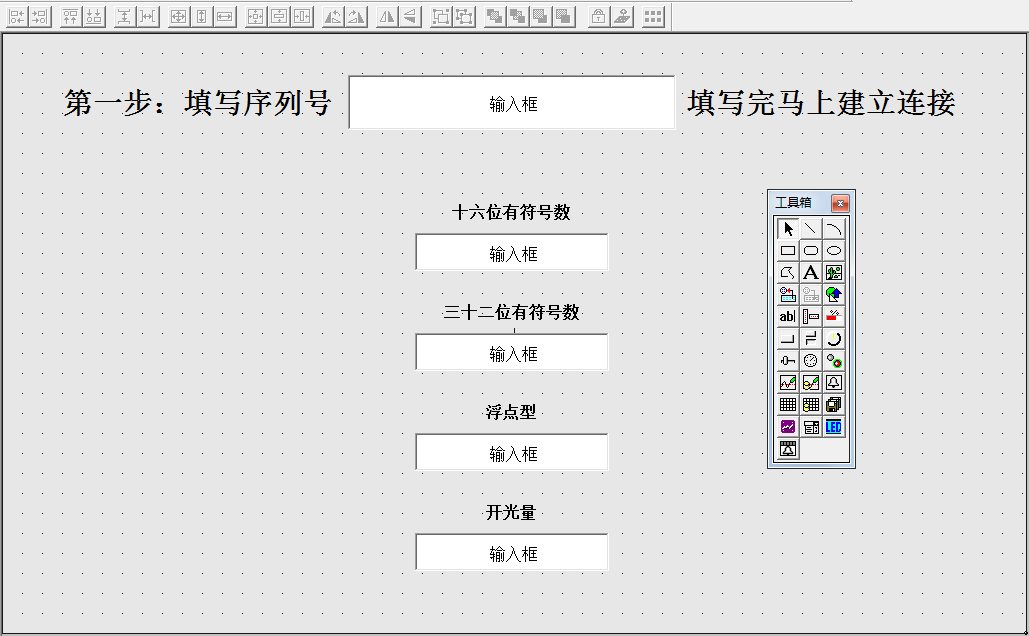 第一步：填写序列号 输入框 填写完马上建立连接
十六位有符号数
输入框
三十二位有符号数
输入框
浮点型
输入框
开光量
输入框
工具箱
A
ab
LED